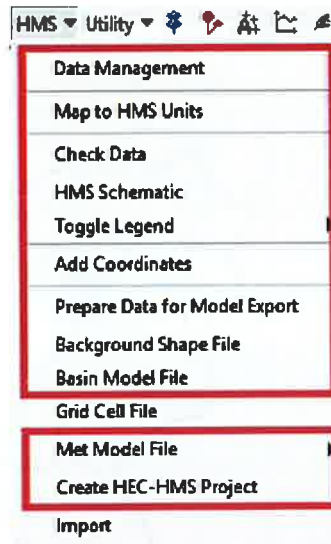 HMS Utility
Data Management
Map to HMS Units
Check Data
HMS Schematic
Toggle Legend
Add Coordinates
Prepare Data for Model Export
Background Shape File
Basin Model File
Grid Cell File
Met Model File
Create HEC-HMS Project
Import